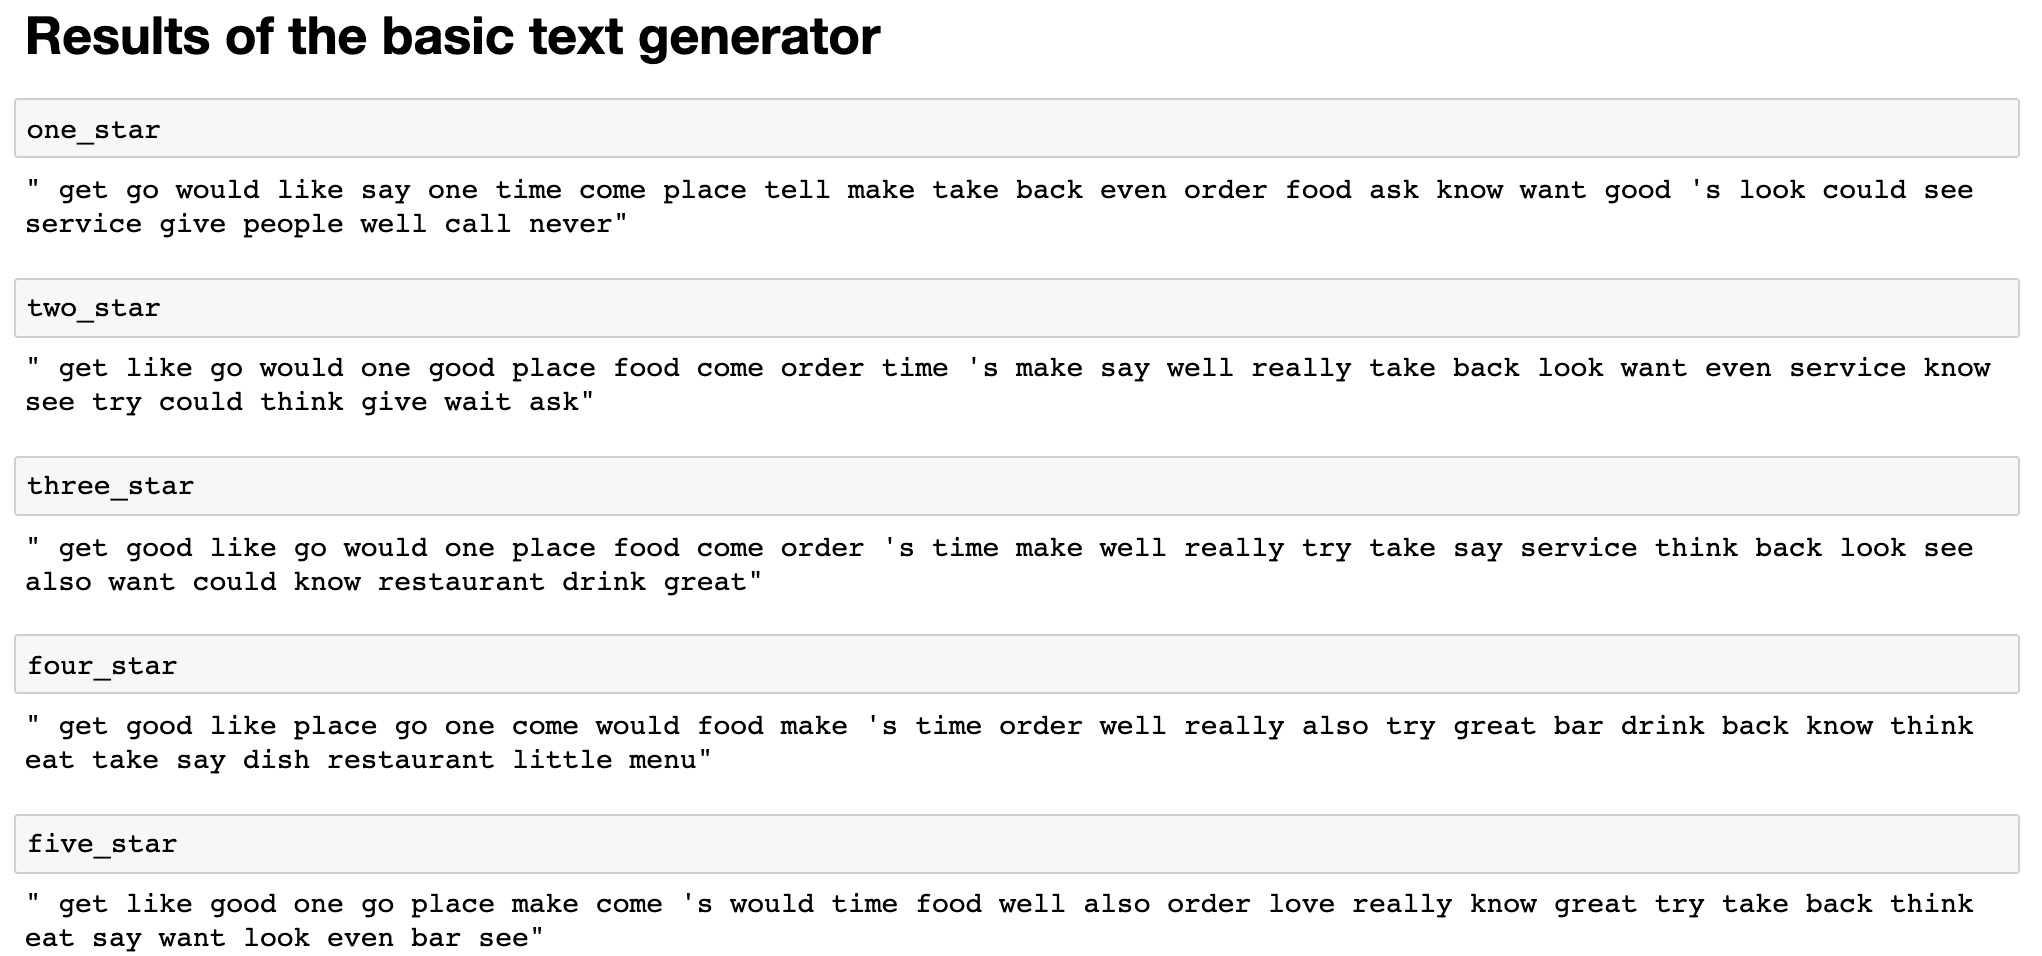 Results of the basic text generator
one_star
" get go would like say one time come place tell make take back even order food ask know want good 's look could see
service give people well call never"
two_star
" get like go would one good place food come order time 's make say well really take back look want even service know
see try could think give wait ask"
three_star
" get good like go would one place food come order 's time make well really try take say service think back look see
also want could know restaurant drink great"
four_star
" get good like place go one come would food make 's time order well really also try great bar drink back know think
eat take say dish restaurant little menu"
five_star
" get like good one go place make come 's would time food well also order love really know great try take back think
eat say want look even bar see"